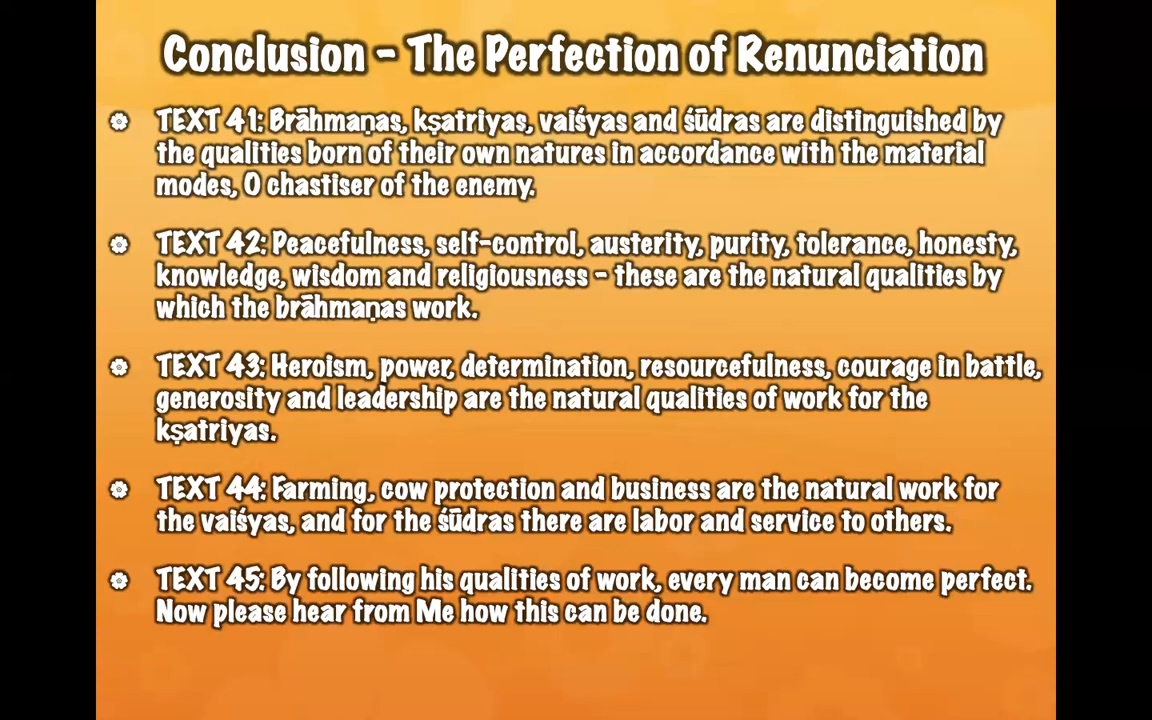 Conclusion - The Perfection of Renunciation
TEXT 41: Brāhmaṇas, kṣatriyas, vaiśyas and śūdras are distinguished by
the qualities born of their own natures in accordance with the material
modes, O chastiser of the enemy.
TEXT 42: Peacefulness, self-control, austerity, purity, tolerance, honesty,
knowledge, wisdom and religiousness - these are the natural qualities by
which the brāhmaṇas work.
TEXT 43: Heroism, power, determination, resourcefulness, courage in battle,
generosity and leadership are the natural qualities of work for the
kṣatriyas.
TEXT 44: Farming, cow protection and business are the natural work for
the vaiśyas, and for the śūdras there are labor and service to others.
TEXT 45: By following his qualities of work, every man can become perfect.
Now please hear from Me how this can be done.